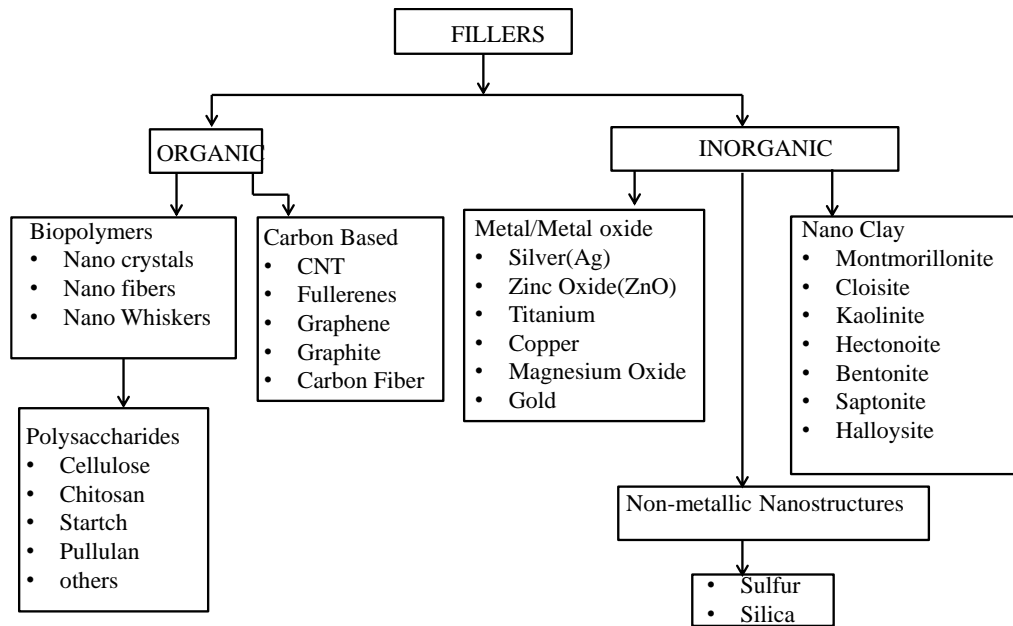 FILLERS
ORGANIC
INORGANIC
Biopolymers
• Nano crystals
• Nano fibers
• Nano Whiskers
Carbon Based
• CNT
• Fullerenes
• Graphene
• Graphite
• Carbon Fiber
Metal/Metal oxide
• Silver(Ag)
• Zinc Oxide(ZnO)
• Titanium
• Copper
• Magnesium Oxide
• Gold
Nano Clay
• Montmorillonite
• Cloisite
• Kaolinite
• Hectonoite
• Bentonite
• Saptonite
• Halloysite
Polysaccharides
• Cellulose
• Chitosan
• Startch
• Pullulan
• others
Non-metallic Nanostructures
• Sulfur
• Silica